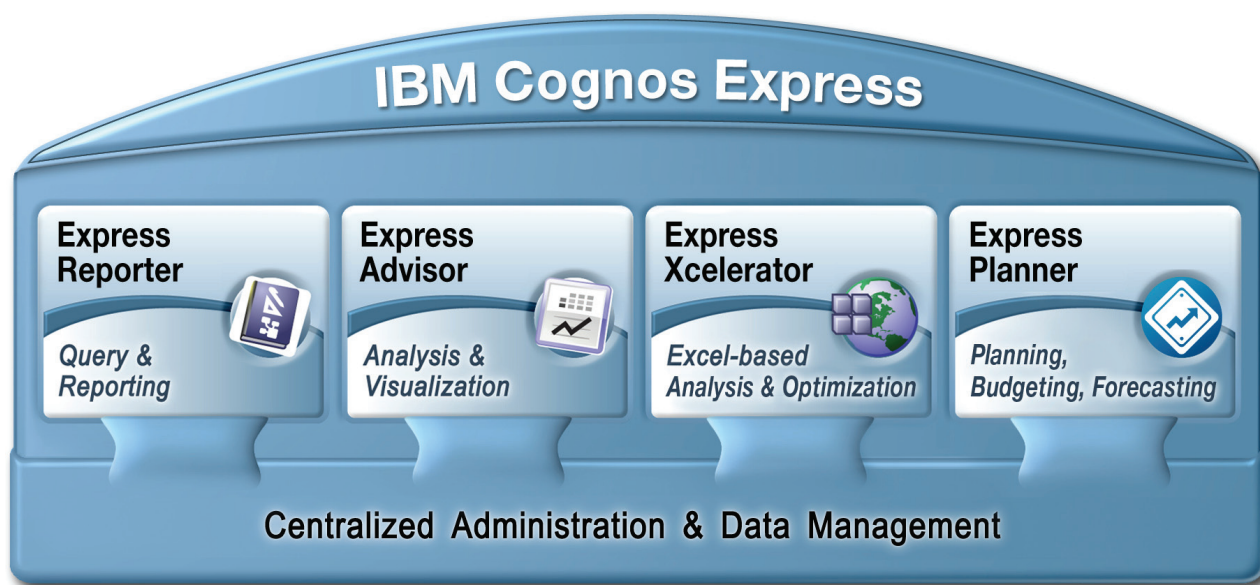 IBM Cognos Express
Express
Reporter
Query &
Reporting
Express
Advisor
Analysis &
Visualization
Express
Xcelerator
Excel-based
Analysis & Optimization
Express
Planner
Planning,
Budgeting, Forecasting
Centralized Administration & Data Management